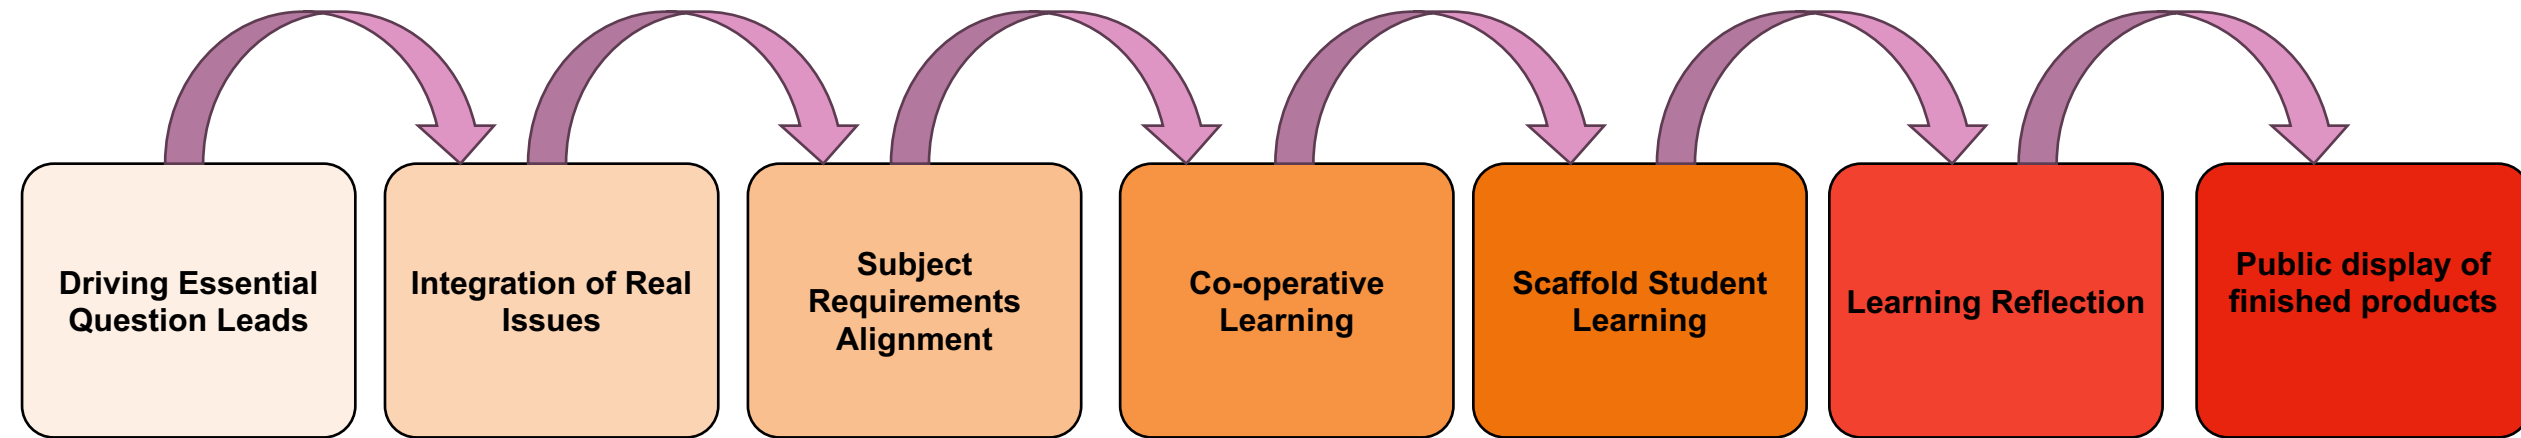 Driving Essential
Question Leads
Integration of Real
Issues
Subject
Requirements
Alignment
Co-operative
Learning
Scaffold Student
Learning
Learning Reflection
Public display of
finished products